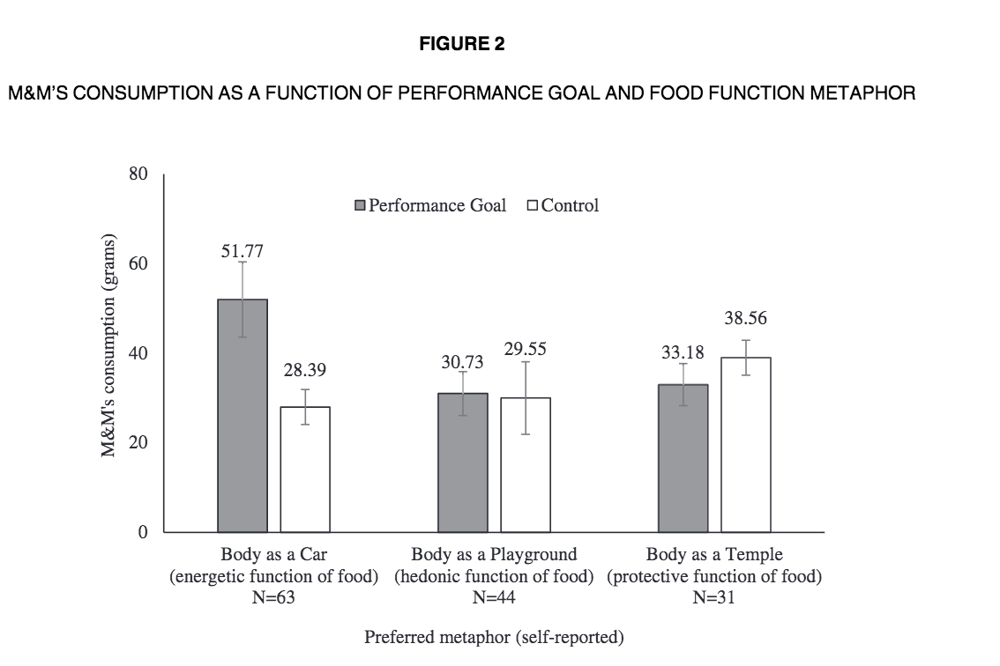 FIGURE 2
M&M'S CONSUMPTION AS A FUNCTION OF PERFORMANCE GOAL AND FOOD FUNCTION METAPHOR
80
Performance Goal Control
51.77
60
M&M's consumption (grams)
38.56
40
33.18
30.73
29.55
28.39
20
0
Body as a Car Body as a Playground Body as a Temple
(energetic function of food) (hedonic function of food) (protective function of food)
N=63 N=44 N=31
Preferred metaphor (self-reported)